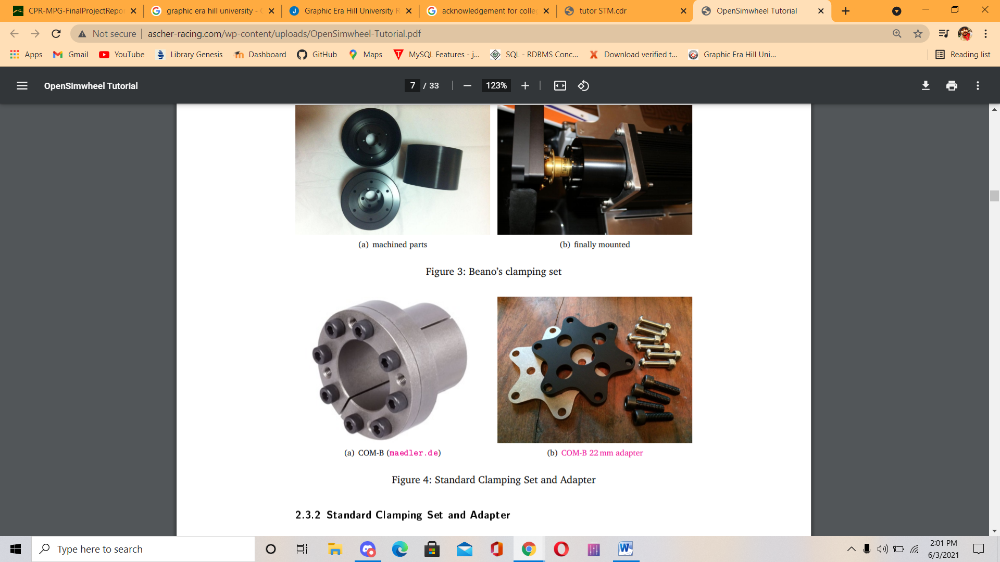 CPR-MPG-FinalProjectRepo
graphic era hill university -
Graphic Era Hill University R
acknowledgement for colle
tutor STM.cdr
OpenSimwheel Tutorial
Not secure
ascher-racing.com/wp-content/uploads/OpenSimwheel-Tutorial.pdf
Apps
Gmail
YouTube
Library Genesis
Dashboard
GitHub
Maps
MySQL Features - j...
SQL - RDBMS Conc...
Download verified t...
Graphic Era Hill Uni...
Reading list
OpenSimwheel Tutorial
7 / 33
123%
(a) machined parts
(b) finally mounted
Figure 3: Beano’s clamping set
(a) COM-B (maedler.de)
(b) COM-B 22 mm adapter
Figure 4: Standard Clamping Set and Adapter
2.3.2 Standard Clamping Set and Adapter
Type here to search
2:01 PM
6/3/2021